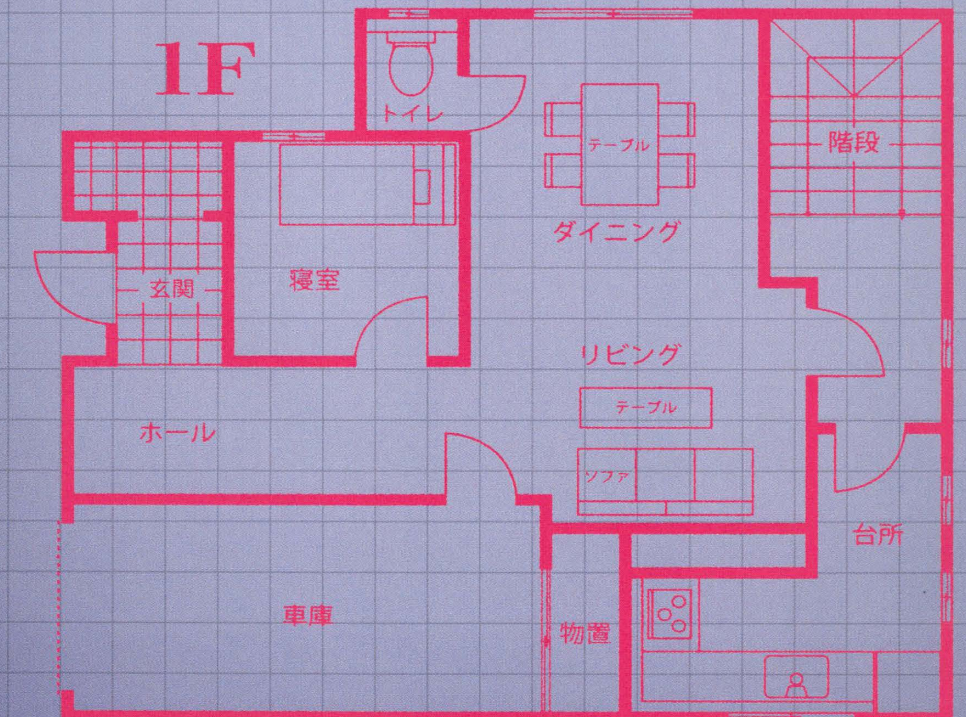 1F
トイレ
テーブル
階段
ダイニング
寝室
玄関
リビング
テーブル
ホール
ソファ
台所
車庫
物置